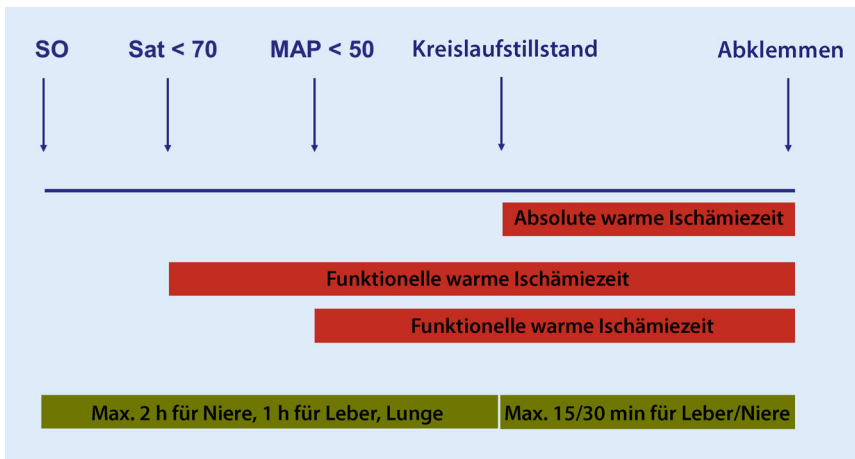 SO Sat < 70 MAP < 50 Kreislaufstillstand Abklemmen
Absolute warme Ischämiezeit
Funktionelle warme Ischämiezeit
Funktionelle warme Ischämiezeit
Max. 2 h für Niere, 1 h für Leber, Lunge Max. 15/30 min für Leber/Niere